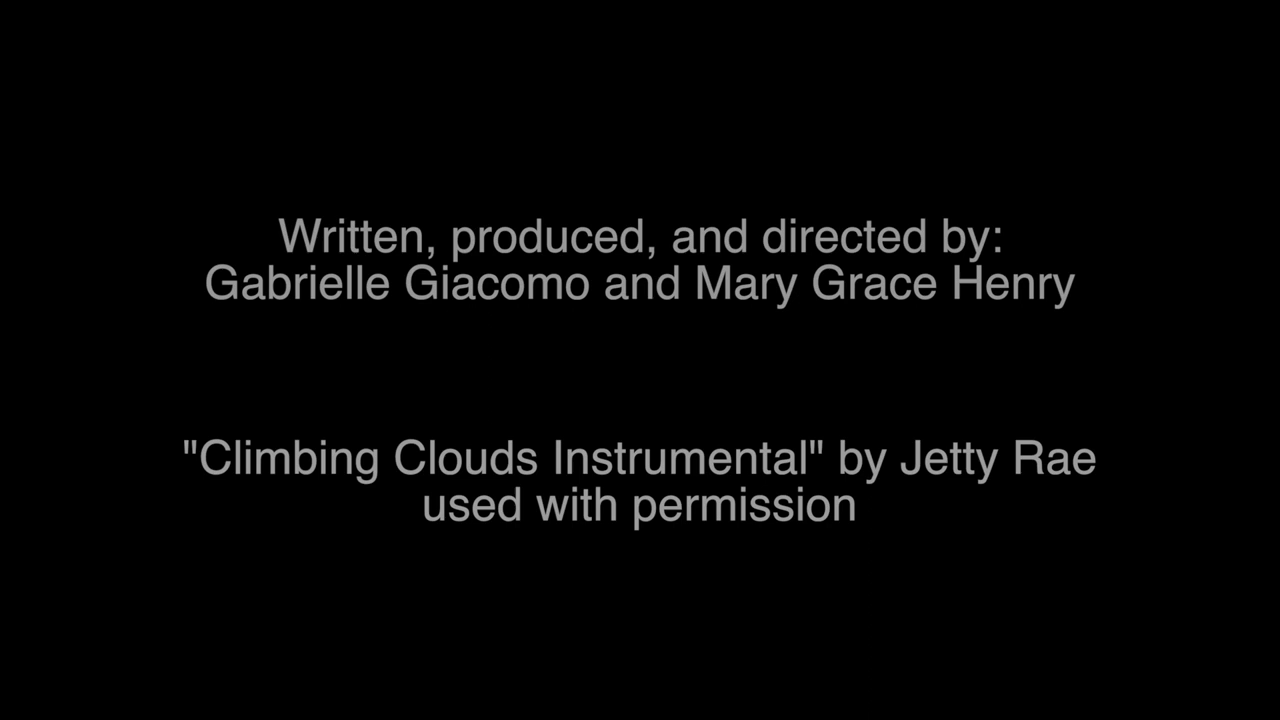 Written, produced, and directed by:
Gabrielle Giacomo and Mary Grace Henry
"Climbing Clouds Instrumental" by Jetty Rae
used with permission